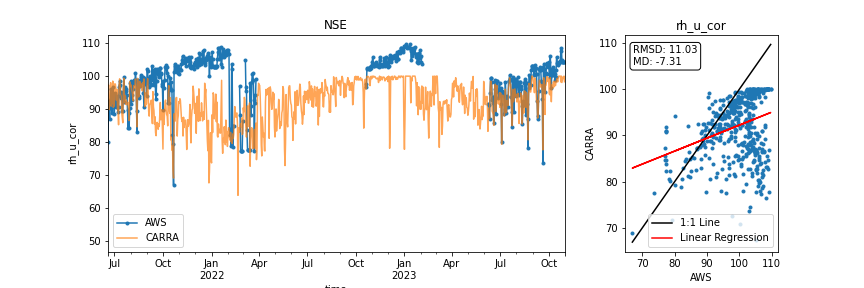 NSE
rh_u_cor
110
100
90
80
70
60
50
rh_u_cor
AWS
CARRA
Jul
Oct
Jan
2022
Apr
Jul
Oct
Jan
2023
Apr
Jul
Oct
time
110
100
90
80
70
CARRA
RMSD: 11.03
MD: -7.31
1:1 Line
Linear Regression
70
80
90
100
110
AWS